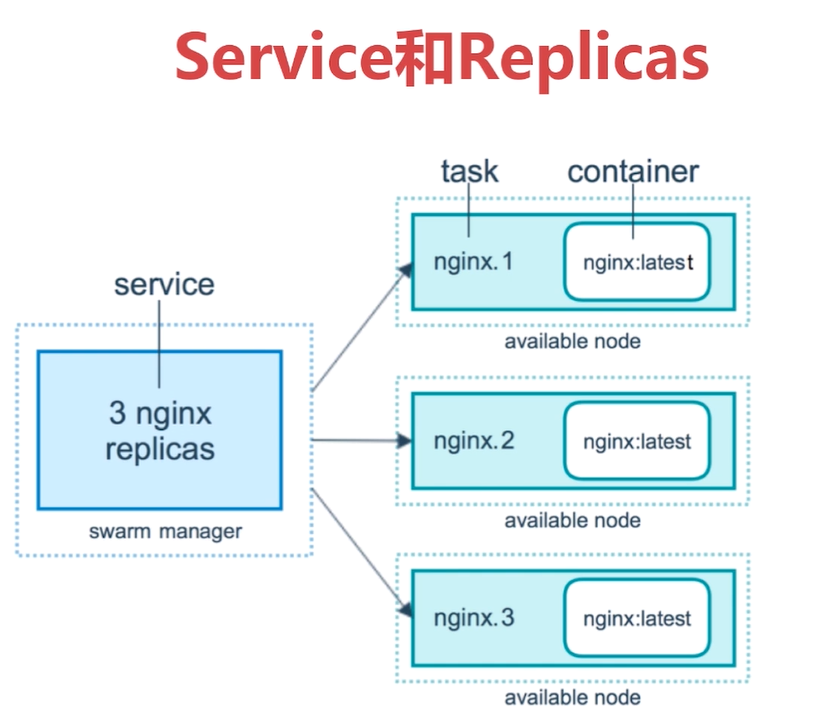 Service和Replicas
task
container
nginx.1
nginx:latest
available node
service
3 nginx
replicas
swarm manager
nginx.2
nginx:latest
available node
nginx.3
nginx:latest
available node